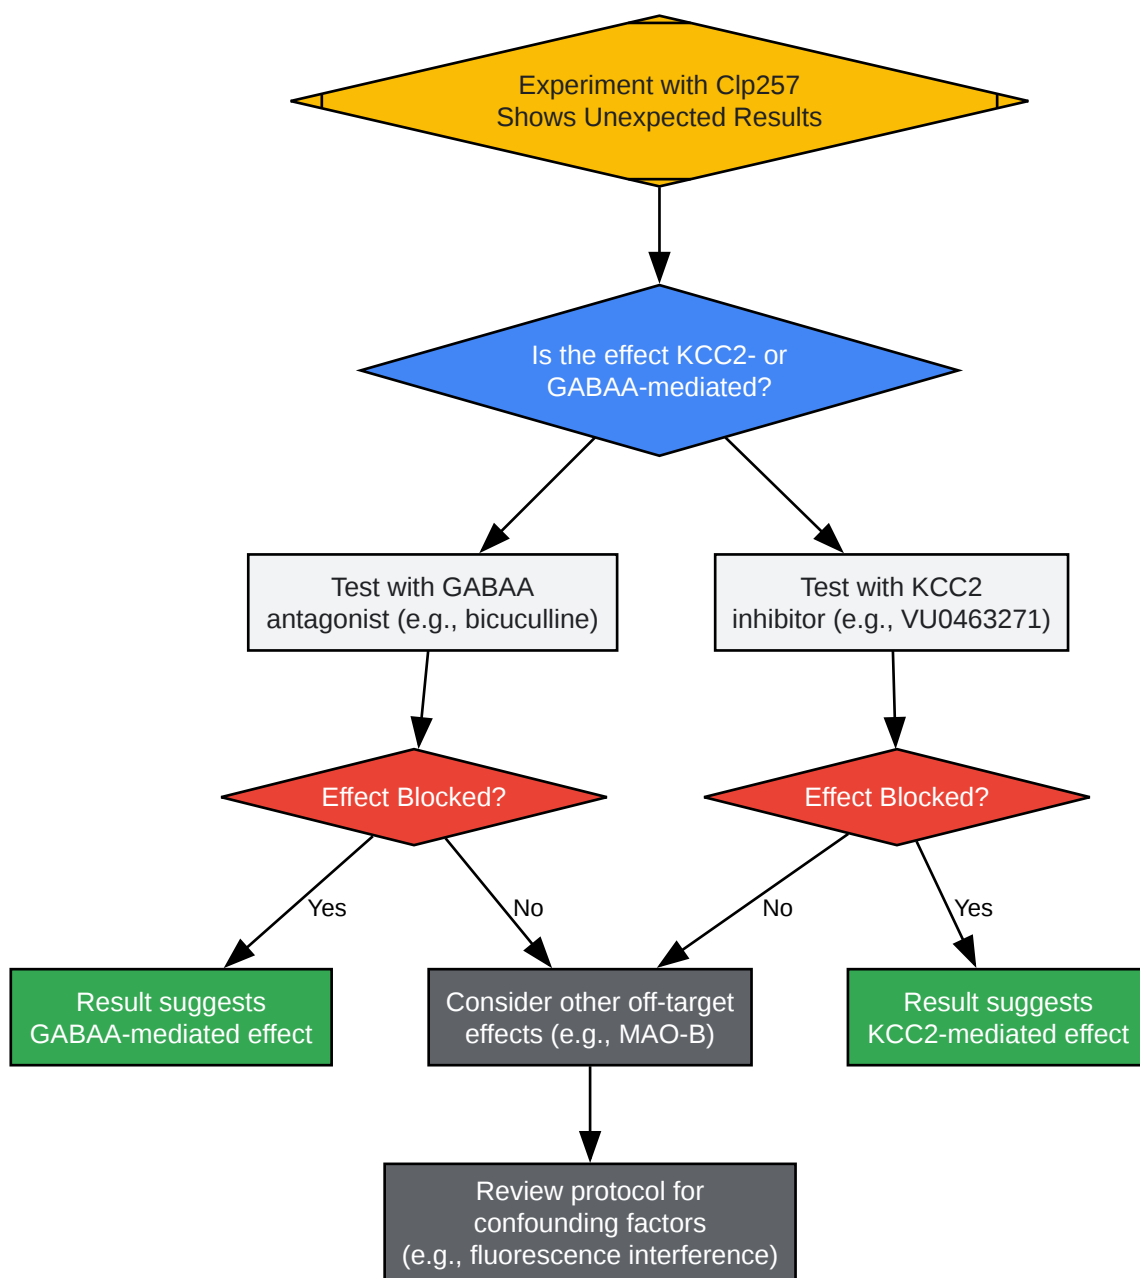 Experiment with Clp257
Shows Unexpected Results
Is the effect KCC2- or
GABAA-mediated?
Test with GABAA
antagonist (e.g., bicuculline)
Test with KCC2
inhibitor (e.g., VU0463271)
Effect Blocked?
Effect Blocked?
Yes
No
No
Yes
Result suggests
GABAA-mediated effect
Consider other off-target
effects (e.g., MAO-B)
Result suggests
KCC2-mediated effect
Review protocol for
confounding factors
(e.g., fluorescence interference)